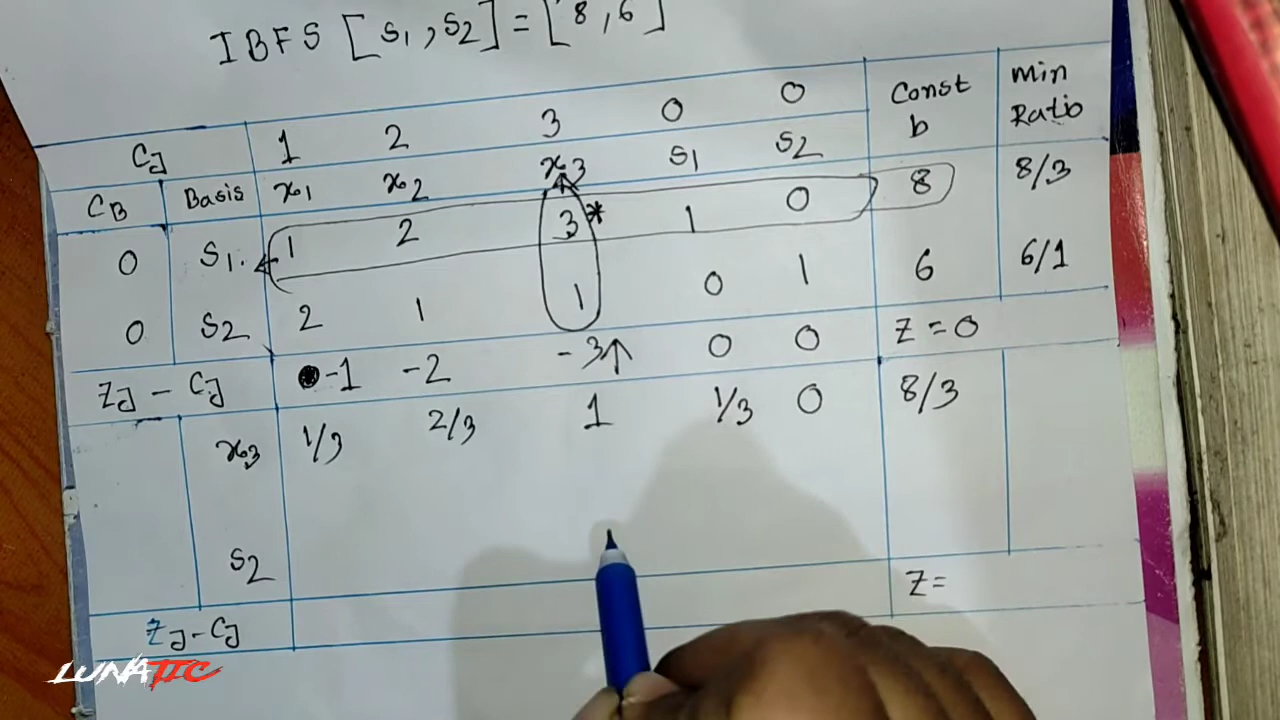 IBFS [s1, s2] = [8, 6]
CJ 1 2 3 0 0 Const b Min Ratio
CB Basis x1 x2 x3 s1 s2
0 s1. 1 2 3* 1 0 8 8/3
0 s2 2 1 1 0 1 6 6/1
ZJ - CJ -1 -2 -3↑ 0 0 Z = 0
x3 1/3 2/3 1 1/3 0 8/3
s2
ZJ - CJ Z =
LUNATIC